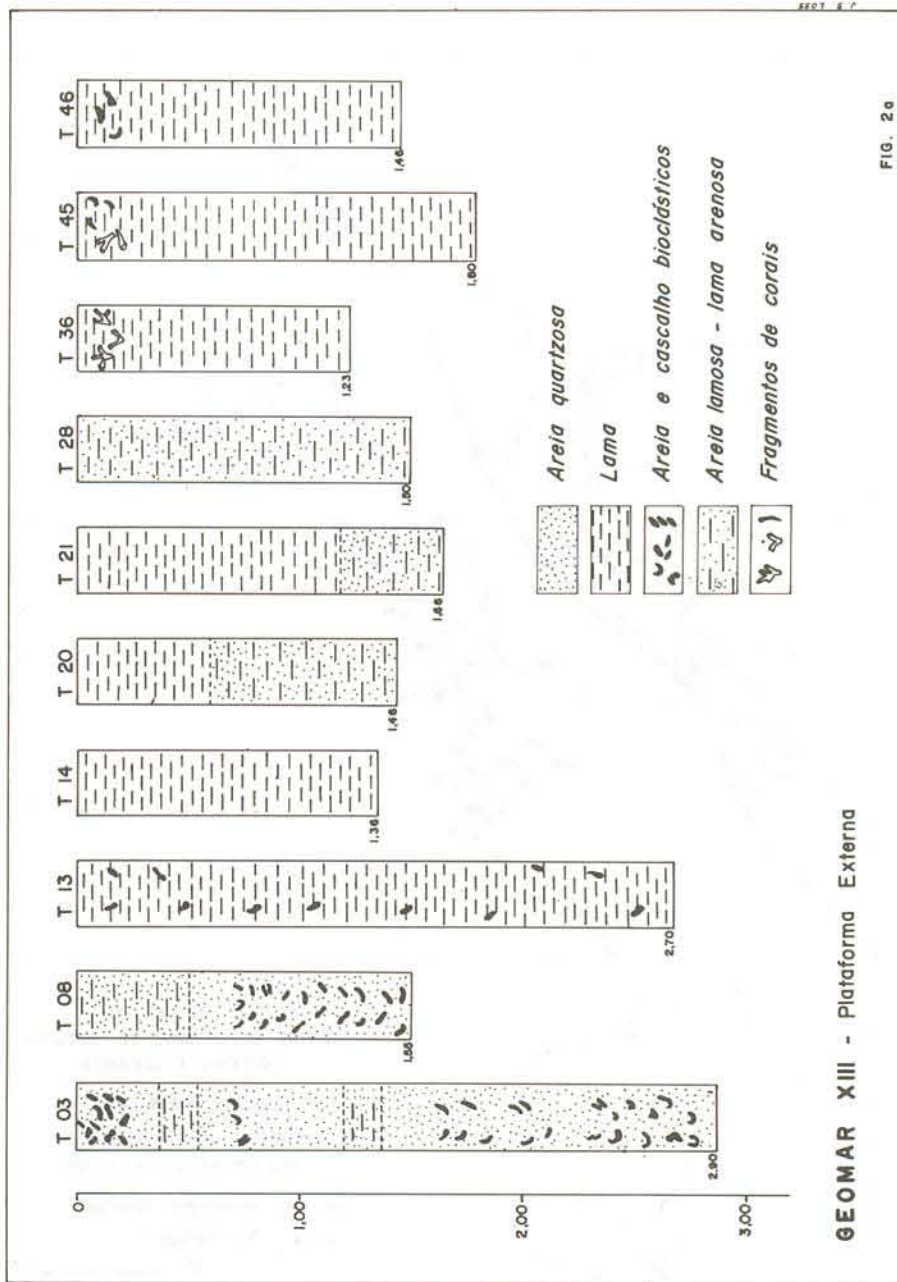 T 03
T 08
T 13
T 14
T 20
T 21
T 28
T 36
T 45
T 46
0
1,00
2,00
3,00
2,90
1,55
2,70
1,36
1,46
1,66
1,50
1,23
1,80
1,46
Areia quartzosa
Lama
Areia e cascalho bioclásticos
Areia lamosa - lama arenosa
Fragmentos de corais
GEOMAR XIII - Plataforma Externa
FIG. 2a